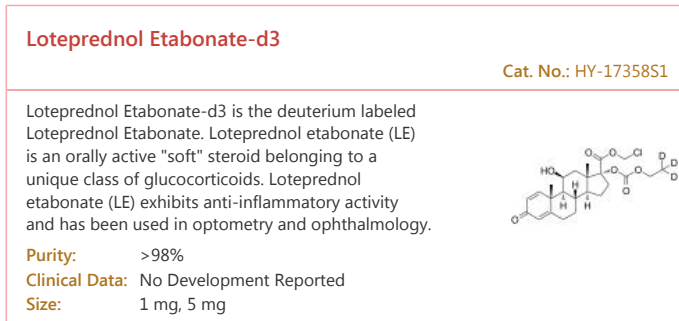 Loteprednol Etabonate-d3
Cat. No.: HY-17358S1
Loteprednol Etabonate-d3 is the deuterium labeled
Loteprednol Etabonate. Loteprednol etabonate (LE)
is an orally active "soft" steroid belonging to a
unique class of glucocorticoids. Loteprednol
etabonate (LE) exhibits anti-inflammatory activity
and has been used in optometry and ophthalmology.
Purity: >98%
Clinical Data: No Development Reported
Size: 1 mg, 5 mg
O
O
Cl
D
D
D
HO
O
O
O
H
H
H
O